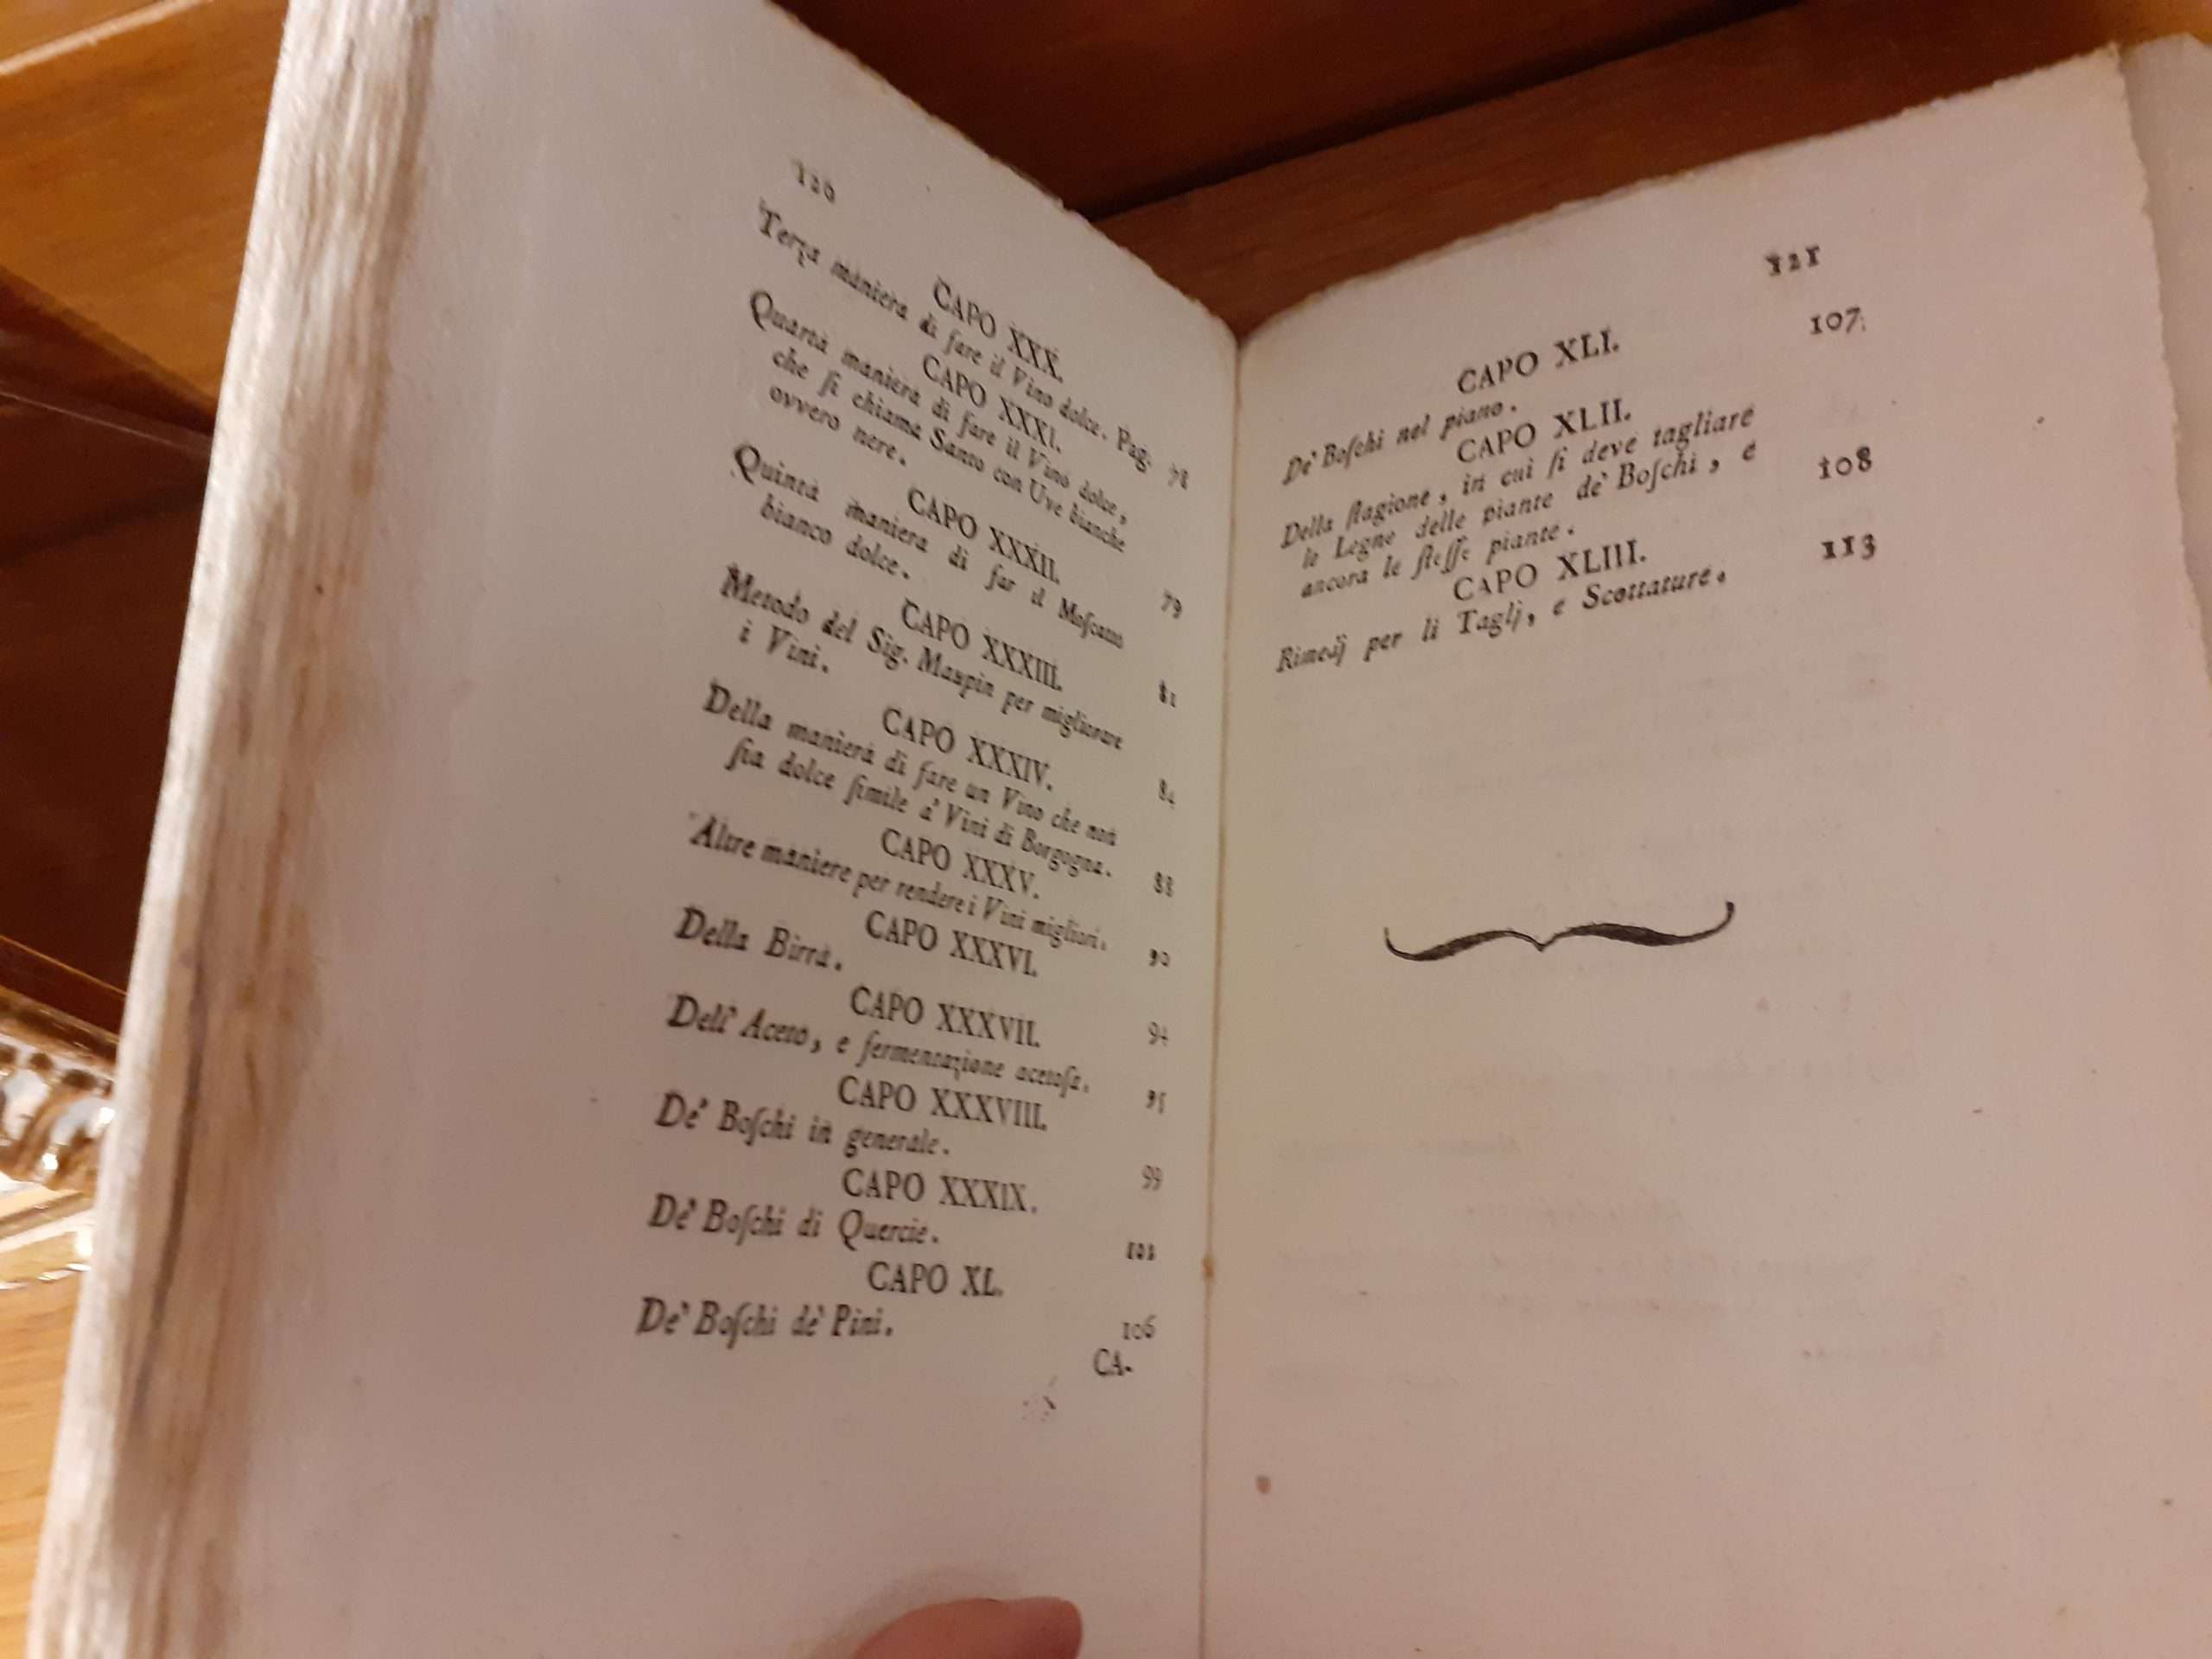 120
CAPO XXX.
Terza maniera di fare il Vino dolce. Pag. 78
CAPO XXXI.
Quarta maniera di fare il Vino dolce,
che ſi chiama Santo con Uve bianche
ovvero nere. 79
CAPO XXXII.
Quinta maniera di far il Moſcato
bianco dolce. 81
CAPO XXXIII.
Metodo del Sig. Maupin per migliorare
i Vini. 84
CAPO XXXIV.
Della maniera di fare un Vino che non
ſia dolce ſimile a' Vini di Borgogna. 88
CAPO XXXV.
Altre maniere per rendere i Vini migliori. 90
CAPO XXXVI.
Della Birra. 94
CAPO XXXVII.
Dell' Aceto, e fermentazione acetoſa. 95
CAPO XXXVIII.
De' Boſchi in generale. 99
CAPO XXXIX.
De' Boſchi di Quercie.
CAPO XL.
De' Boſchi de' Pini. 106
CA-
121
CAPO XLI.
De' Boſchi nel piano. 107
CAPO XLII.
Della ſtagione, in cui ſi deve tagliare
le Legne delle piante de' Boſchi, e
ancora le ſteſſe piante. 108
CAPO XLIII.
Rimedj per li Taglj, e Scottature. 113